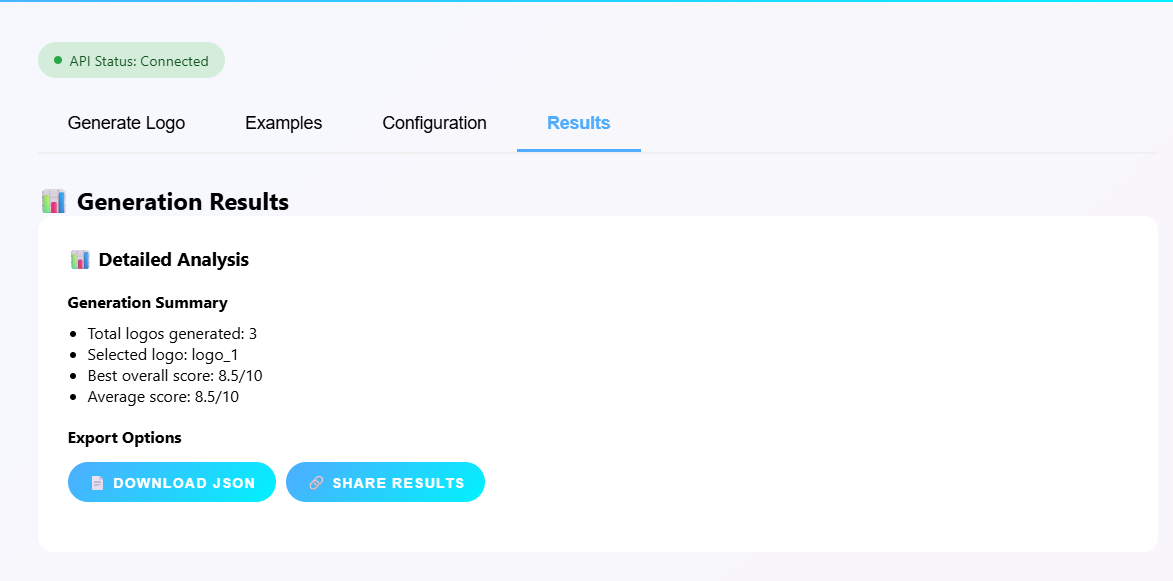 API Status: Connected
Generate Logo Examples Configuration Results
Generation Results
Detailed Analysis
Generation Summary
Total logos generated: 3
Selected logo: logo_1
Best overall score: 8.5/10
Average score: 8.5/10
Export Options
DOWNLOAD JSON SHARE RESULTS